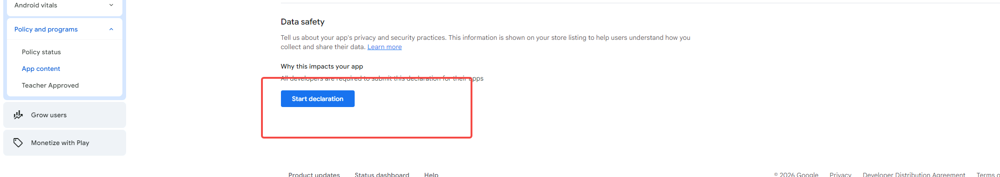 Android vitals
Policy and programs
Policy status
App content
Teacher Approved
Grow users
Monetize with Play
Data safety
Tell us about your app's privacy and security practices. This information is shown on your store listing to help users understand how you
collect and share their data. Learn more
Why this impacts your app
All developers are required to submit this declaration for their apps
Start declaration
Product updates Status dashboard Help
© 2026 Google Privacy Developer Distribution Agreement Terms